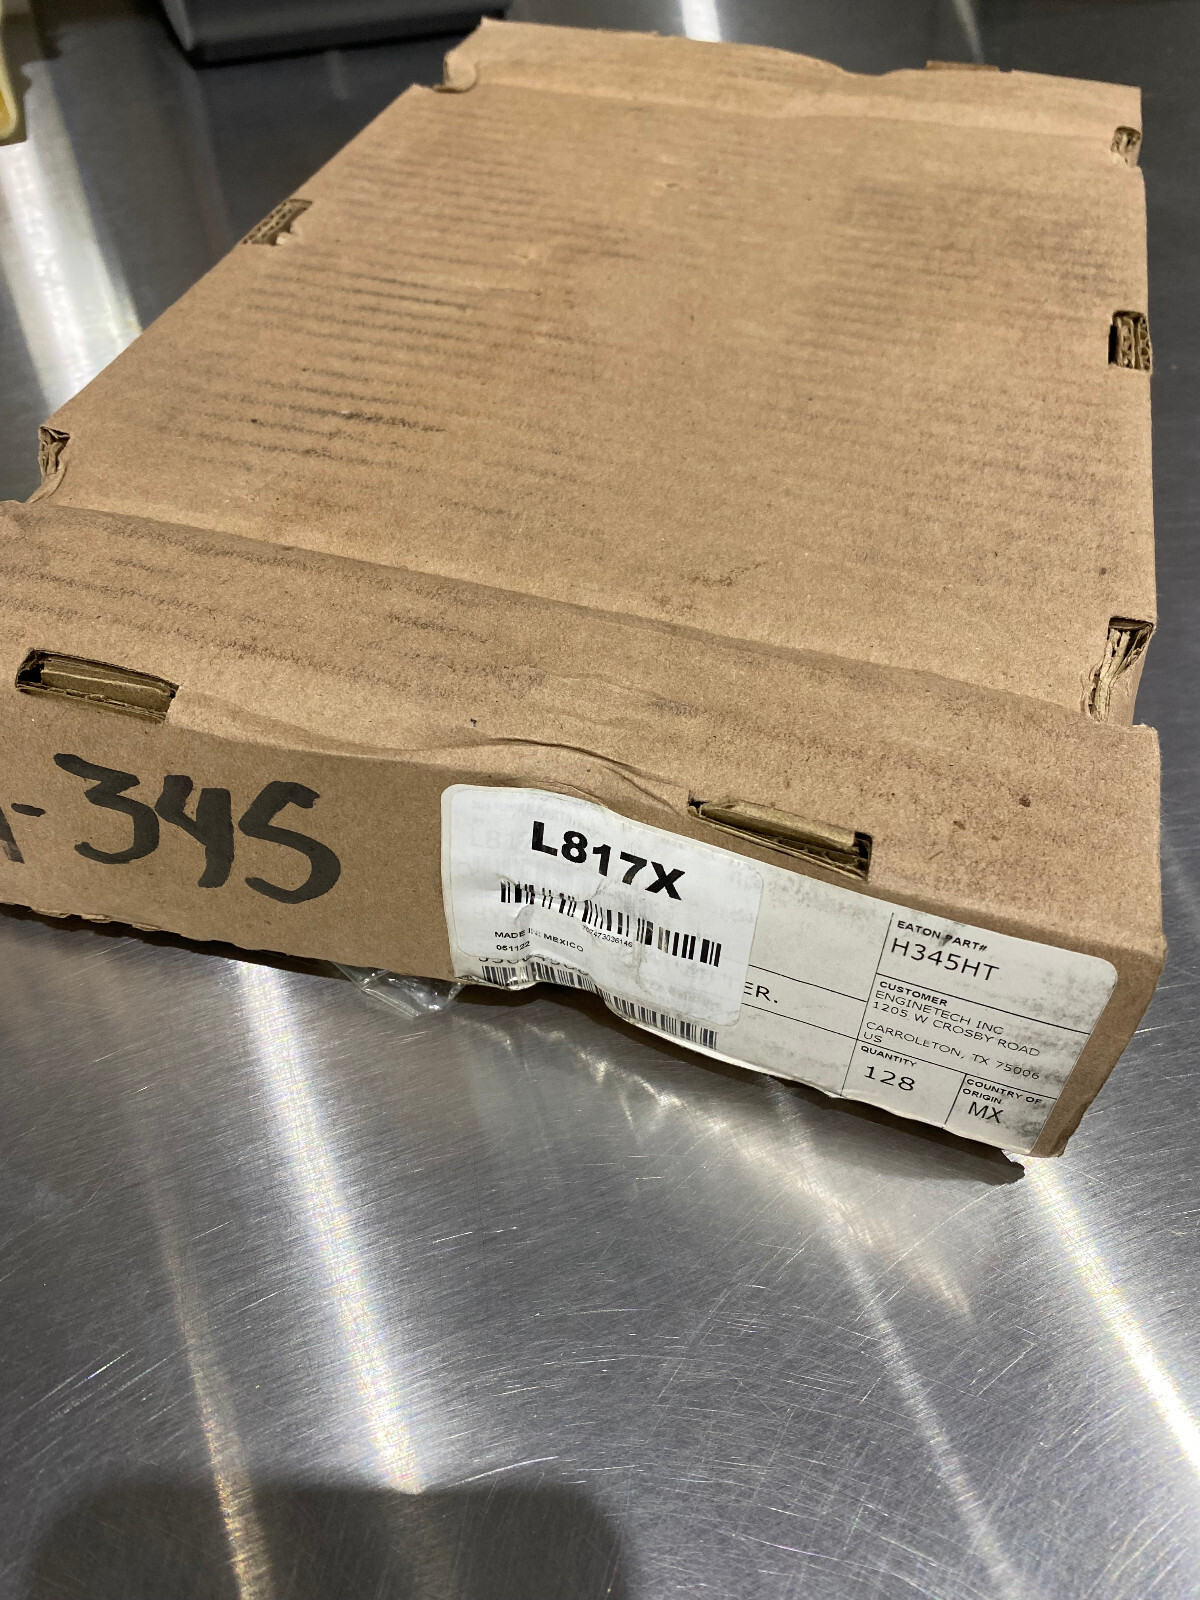 -345
L817X
MADE IN: MEXICO
051122
ER.
EATON PART#
H345HT
CUSTOMER
ENGINETECH INC
1205 W CROSBY ROAD
CARROLETON, TX 75006
US
QUANTITY
128
COUNTRY OF
ORIGIN
MX